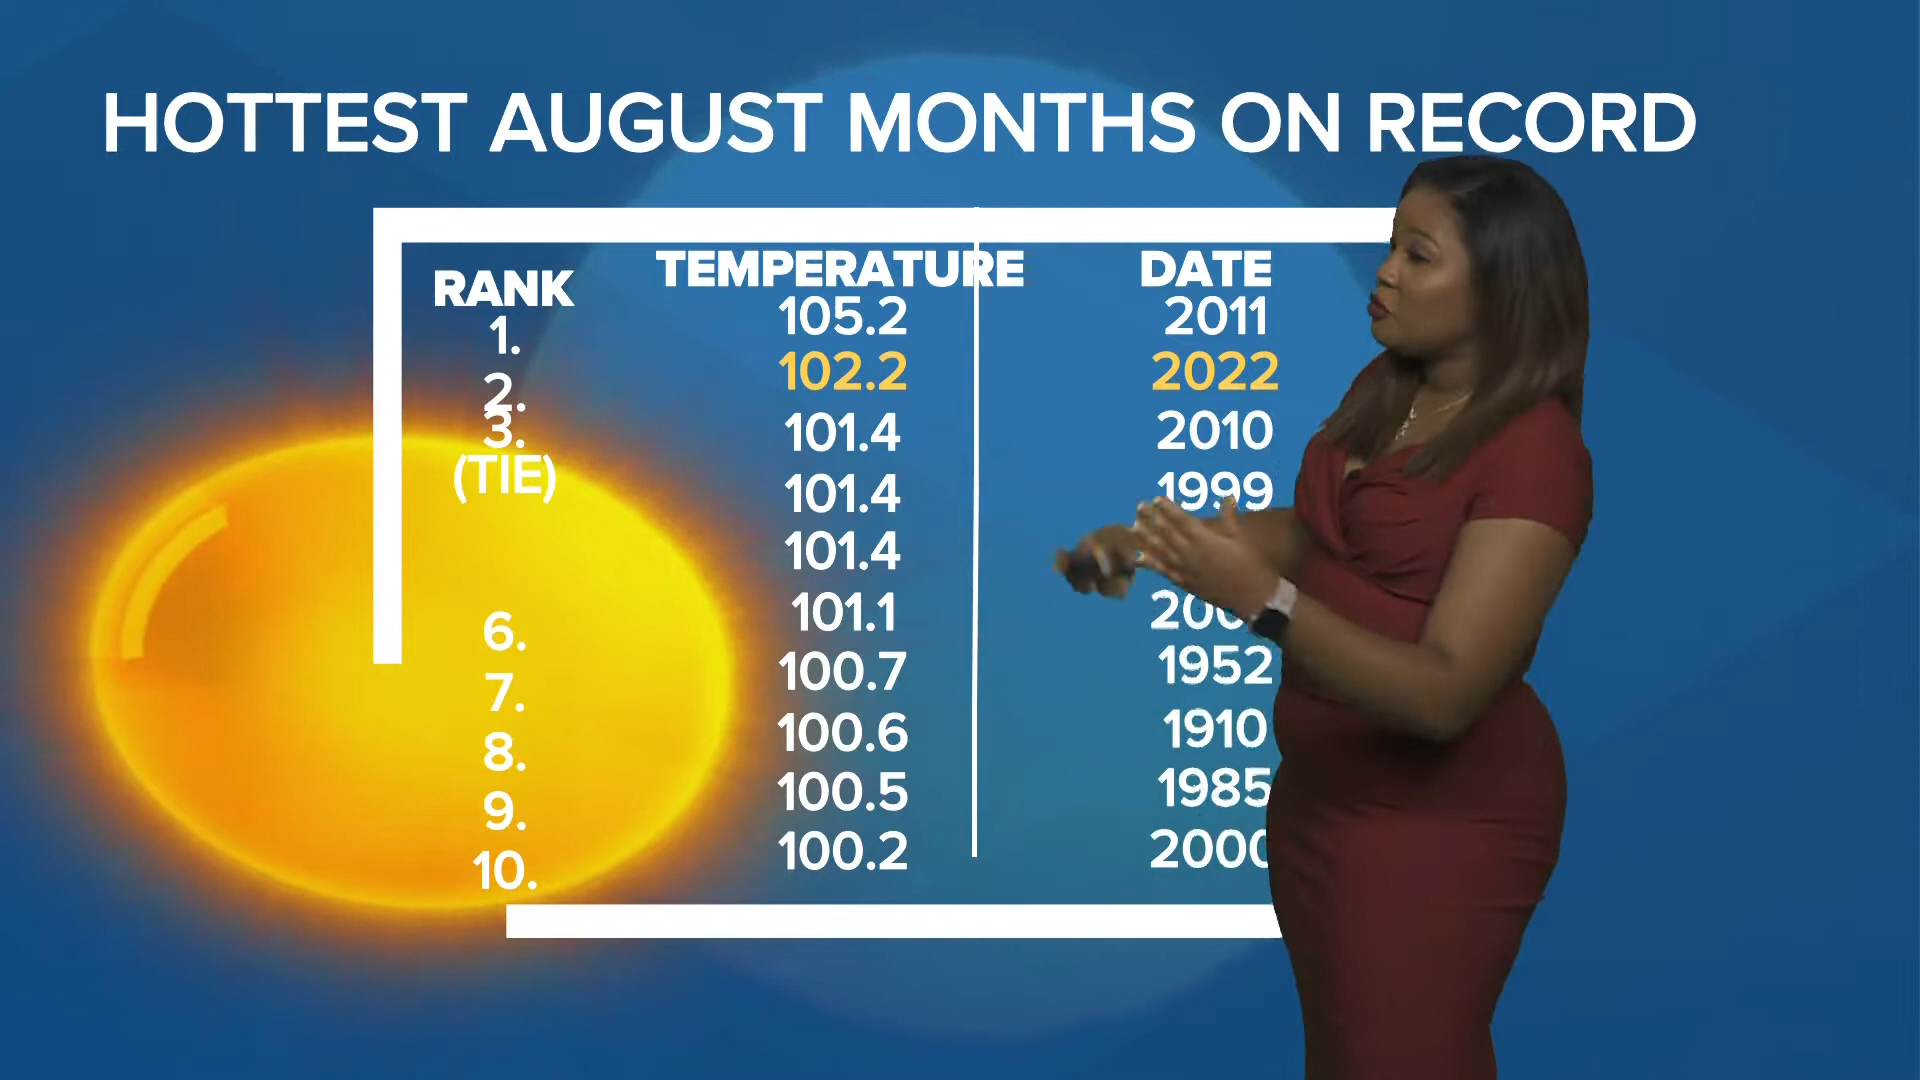 HOTTEST AUGUST MONTHS ON RECORD
RANK TEMPERATURE DATE
1. 105.2 2011
2. 102.2 2022
3. 101.4 2010
(TIE) 101.4 1999
101.4
6. 101.1
7. 100.7 1952
8. 100.6 1910
9. 100.5 1985
10. 100.2 2000